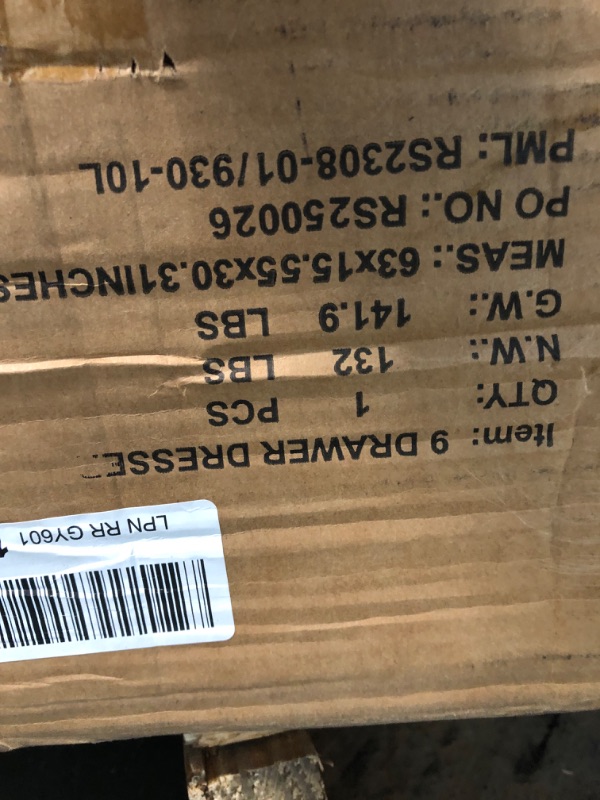 LPN RR GY601 1
Item: 9 DRAWER DRESSE
QTY: 1 PCS
N.W.: 132 LBS
G.W.: 141.9 LBS
MEAS.: 63x15.55x30.31INCHES
PO NO.: RS250026
PML: RS2308-01/930-10L